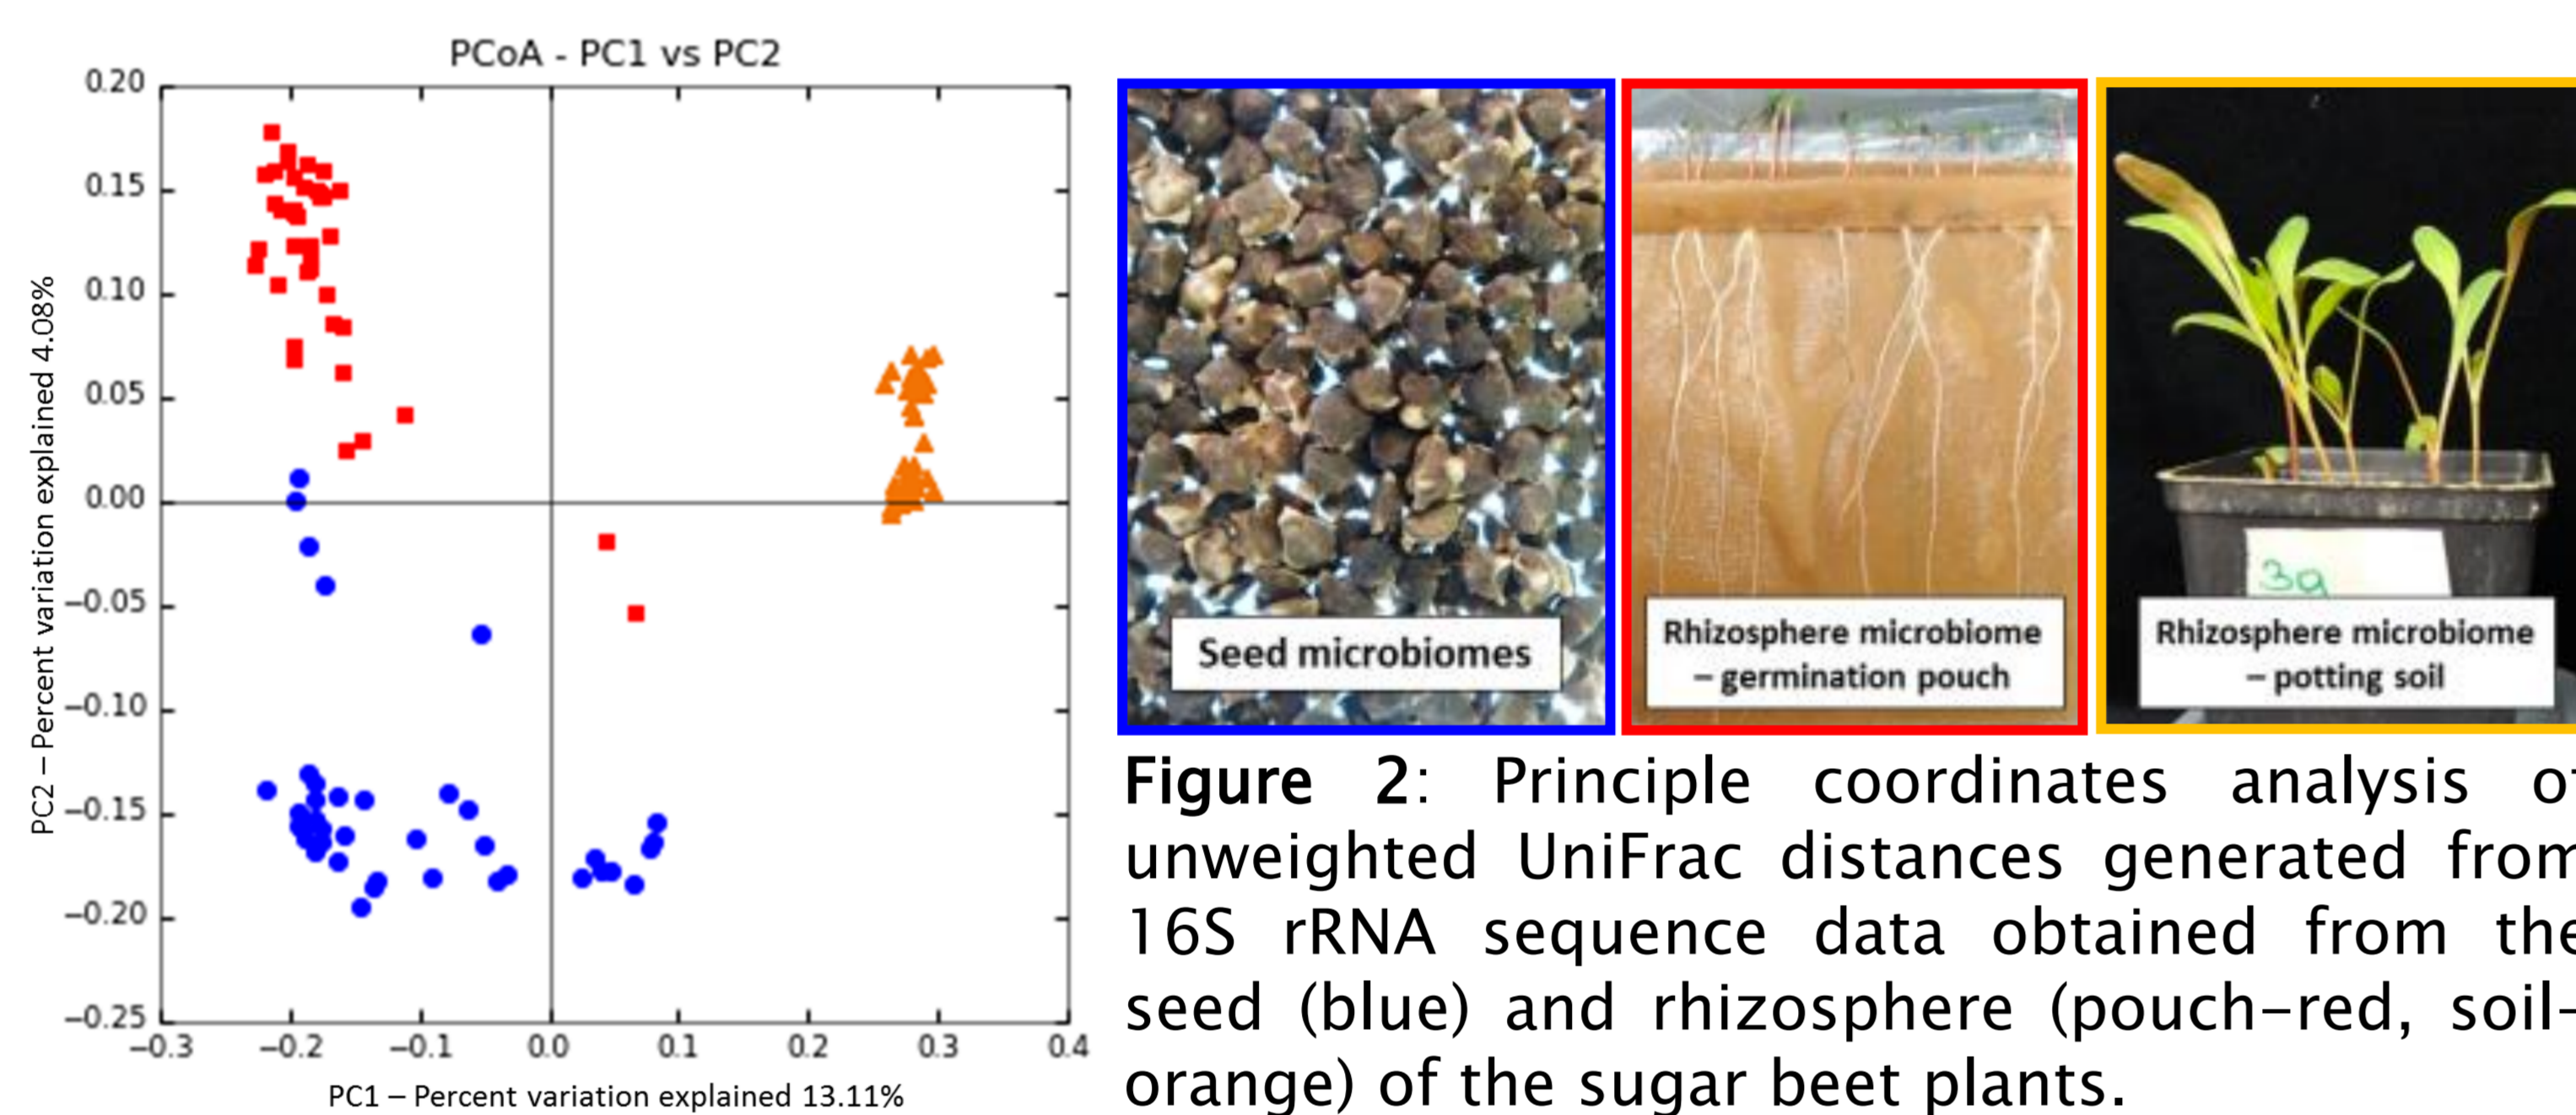 PCoA - PC1 vs PC2
0.20
0.15
0.10
0.05
0.00
−0.05
−0.10
−0.15
−0.20
−0.25
−0.3
−0.2
−0.1
0.0
0.1
0.2
0.3
0.4
PC2 – Percent variation explained 4.08%
PC1 – Percent variation explained 13.11%
Seed microbiomes
Rhizosphere microbiome
– germination pouch
3g
Rhizosphere microbiome
– potting soil
Figure 2: Principle coordinates analysis of
unweighted UniFrac distances generated from
16S rRNA sequence data obtained from the
seed (blue) and rhizosphere (pouch-red, soil-
orange) of the sugar beet plants.